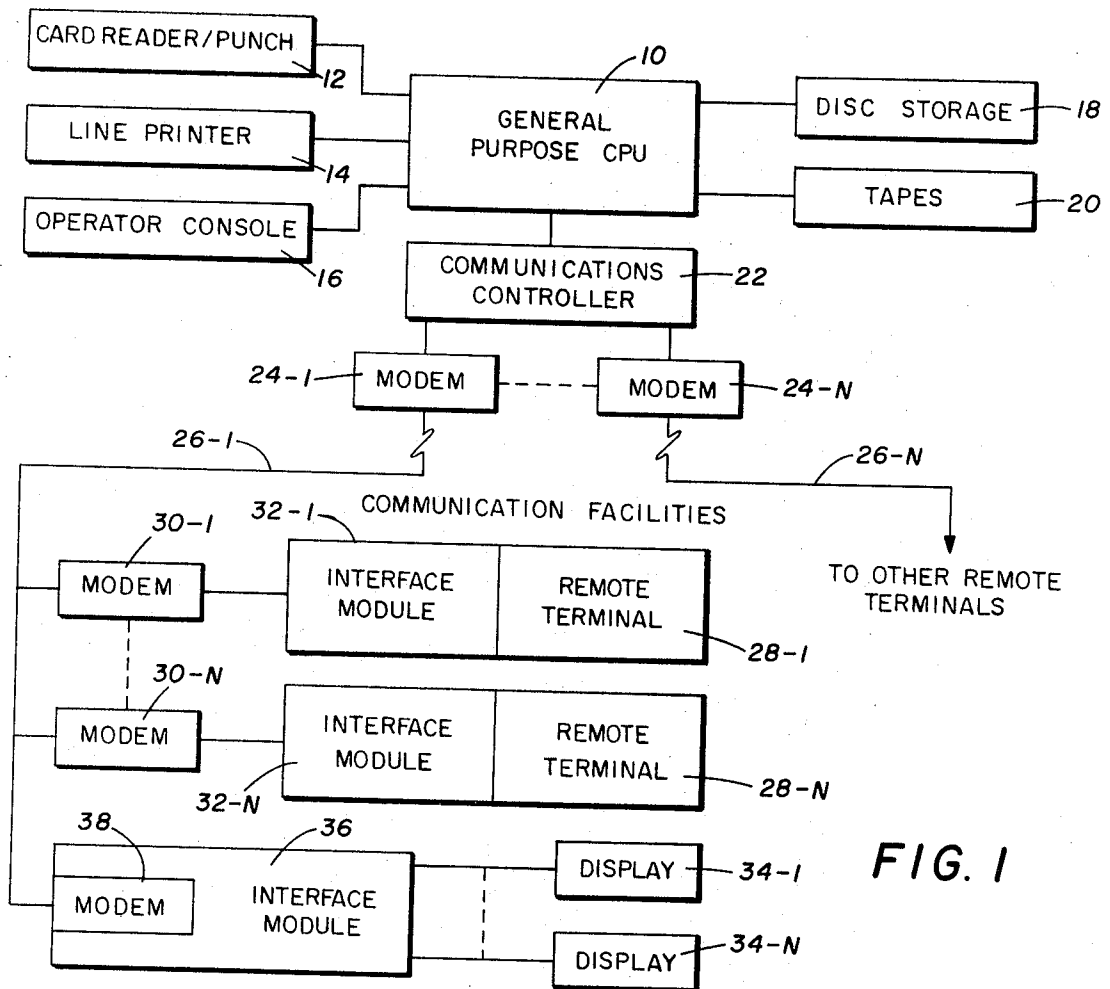 CARD READER/PUNCH
12
10
GENERAL
PURPOSE CPU
DISC STORAGE
18
LINE PRINTER
14
TAPES
20
OPERATOR CONSOLE
16
COMMUNICATIONS
CONTROLLER
22
24-1
MODEM
MODEM
24-N
26-1
26-N
COMMUNICATION FACILITIES
TO OTHER REMOTE
TERMINALS
30-1
MODEM
32-1
INTERFACE
MODULE
REMOTE
TERMINAL
28-1
30-N
MODEM
INTERFACE
MODULE
32-N
REMOTE
TERMINAL
28-N
38
MODEM
36
INTERFACE
MODULE
DISPLAY
34-1
DISPLAY
34-N
FIG. 1